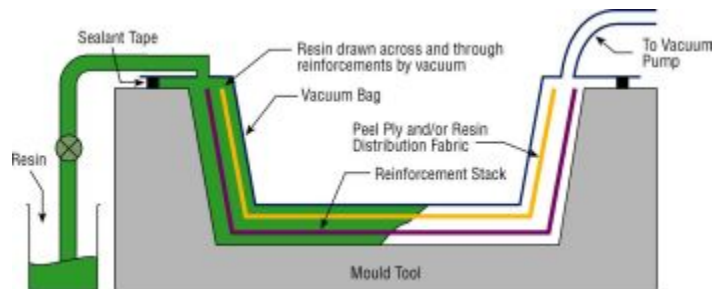 Sealant Tape
Resin drawn across and through
reinforcements by vacuum
To Vacuum
Pump
Vacuum Bag
Peel Ply and/or Resin
Distribution Fabric
Resin
Reinforcement Stack
Mould Tool